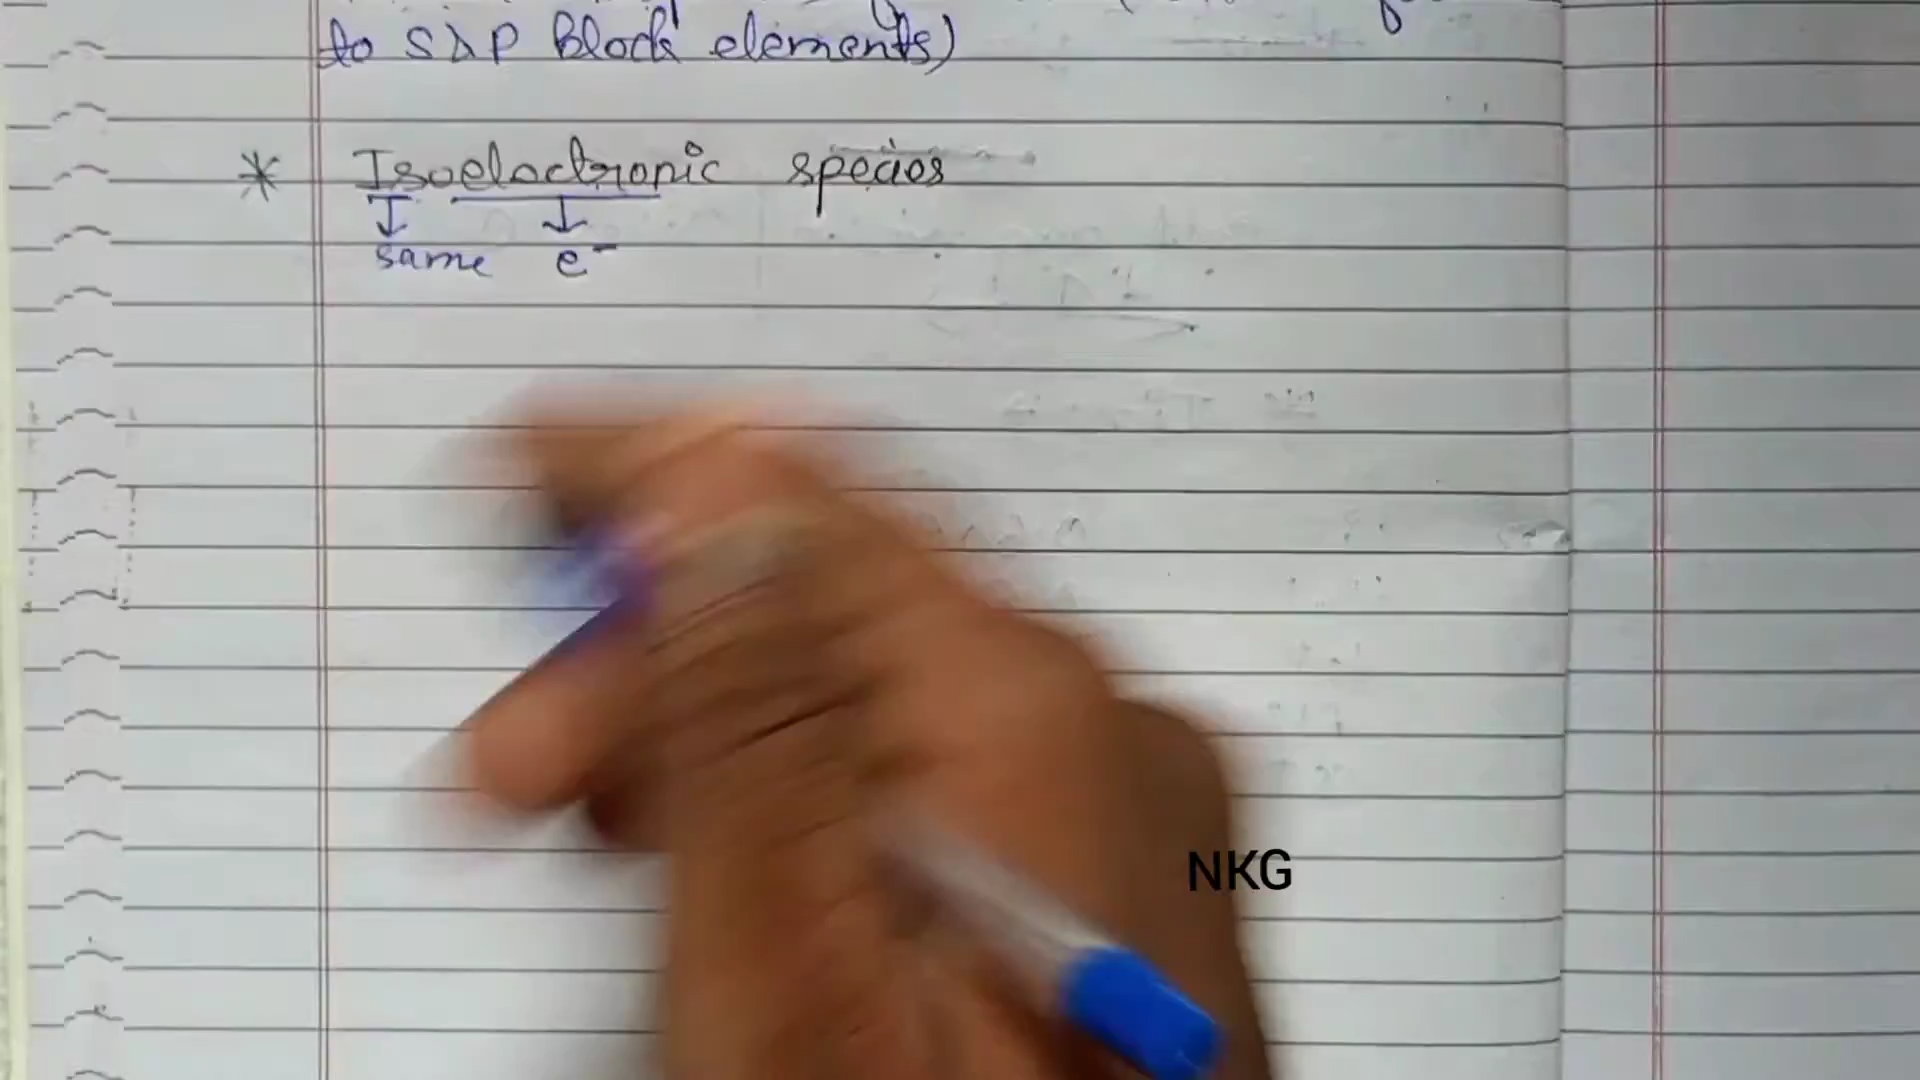 to S & P Block elements)
* Isoelectronic species
↓ ↓
same e⁻
NKG